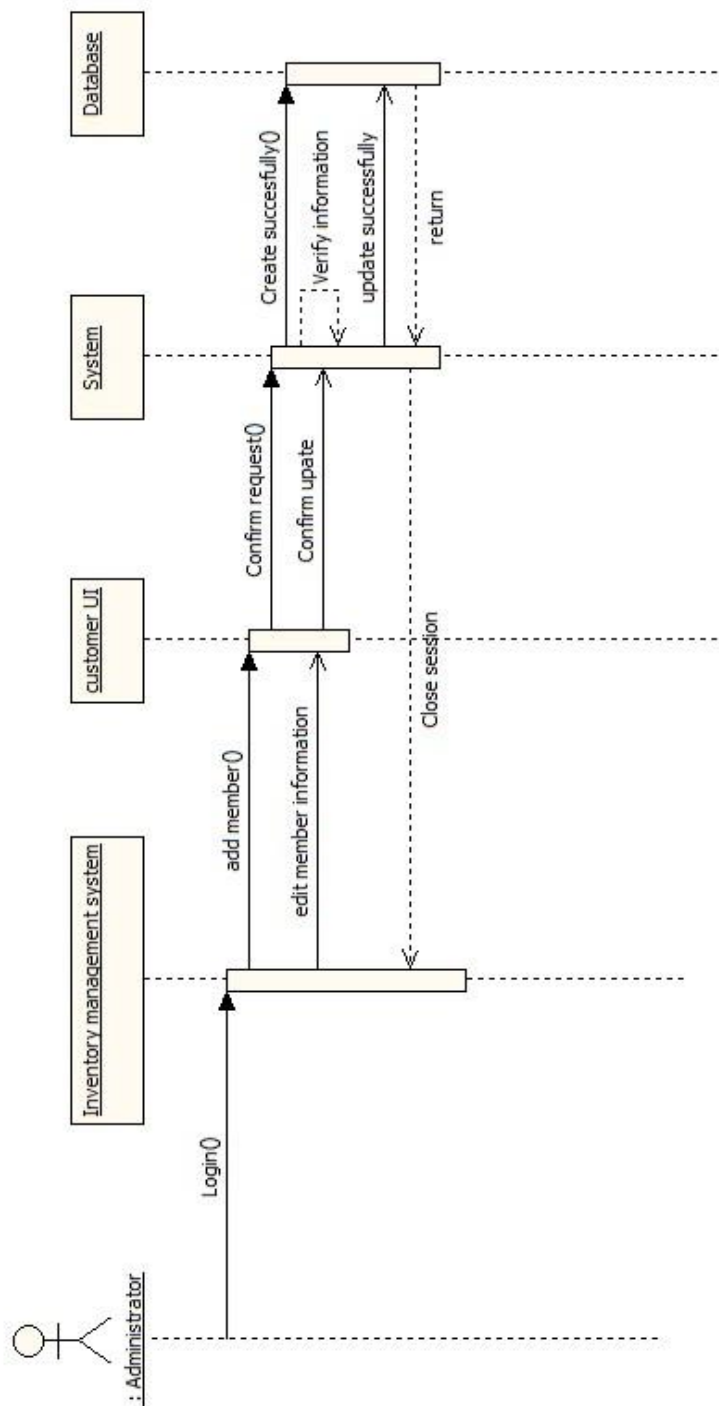 : Administrator
Inventory management system
customer UI
System
Database
Login()
add member()
Confirm request()
Create succesfully()
Verify information
edit member information
Confirm upate
update successfully
Close session
return